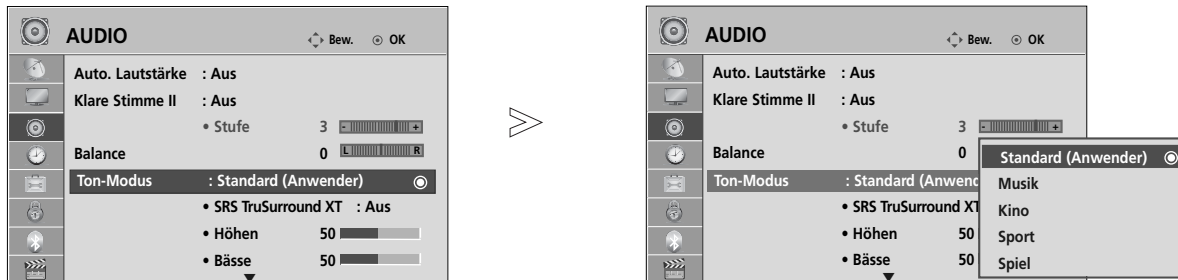 AUDIO
Bew. OK
Auto. Lautstärke : Aus
Klare Stimme II : Aus
• Stufe 3 - +
Balance 0 L R
Ton-Modus : Standard (Anwender)
• SRS TruSurround XT : Aus
• Höhen 50
• Bässe 50
>
AUDIO
Bew. OK
Auto. Lautstärke : Aus
Klare Stimme II : Aus
• Stufe 3 - +
Balance 0
Ton-Modus : Standard (Anwend
• SRS TruSurround XT
• Höhen 50
• Bässe 50
Standard (Anwender)
Musik
Kino
Sport
Spiel